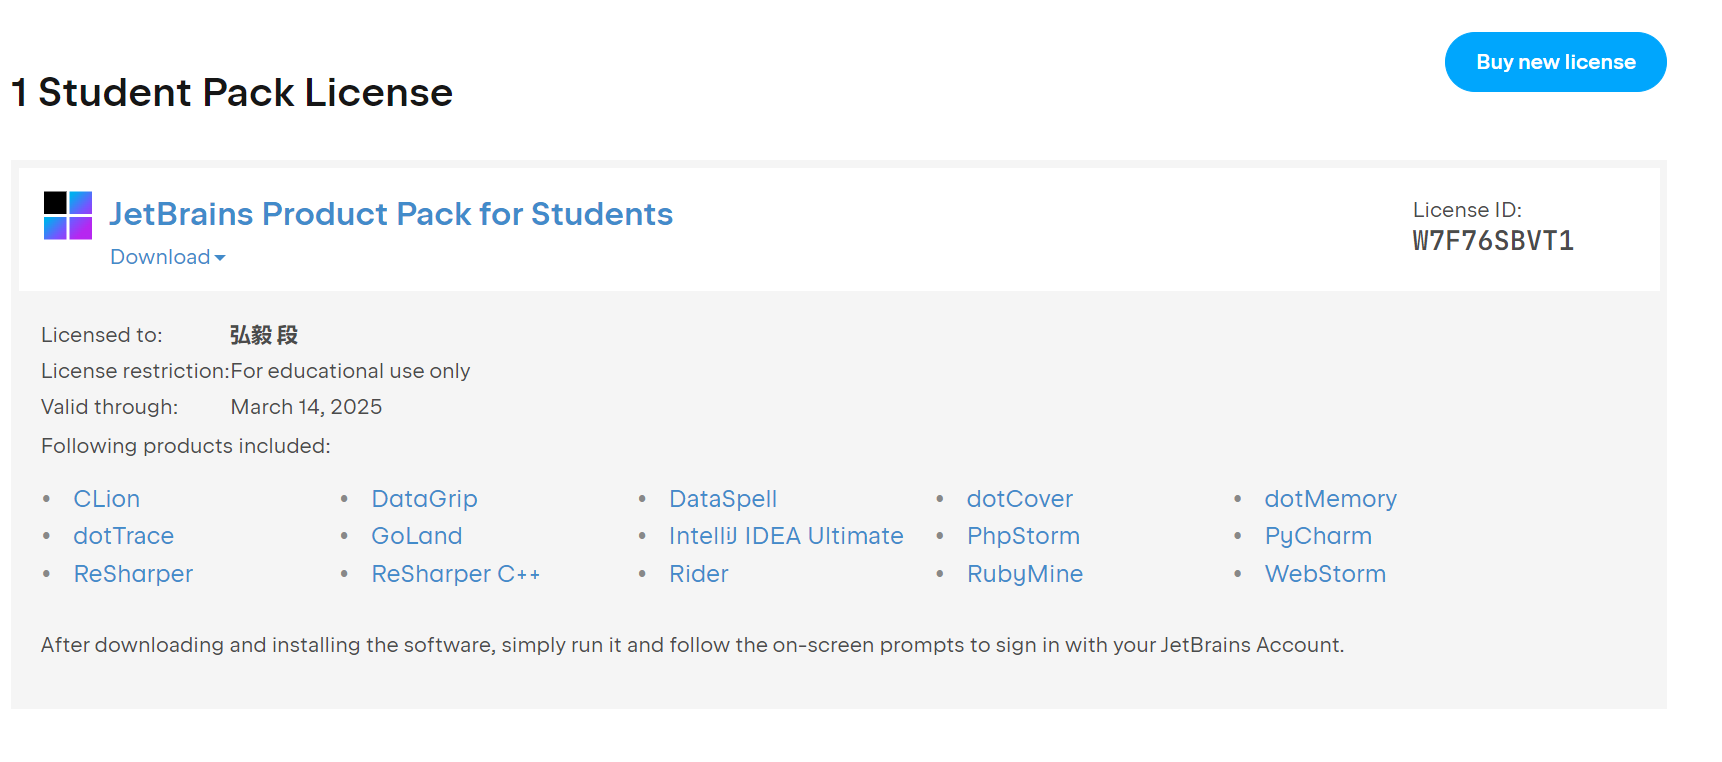 Buy new license
1 Student Pack License
JetBrains Product Pack for Students
Download
License ID:
W7F76SBVT1
Licensed to: 弘毅 段
License restriction: For educational use only
Valid through: March 14, 2025
Following products included:
• CLion • DataGrip • DataSpell • dotCover • dotMemory
• dotTrace • GoLand • IntelliJ IDEA Ultimate • PhpStorm • PyCharm
• ReSharper • ReSharper C++ • Rider • RubyMine • WebStorm
After downloading and installing the software, simply run it and follow the on-screen prompts to sign in with your JetBrains Account.